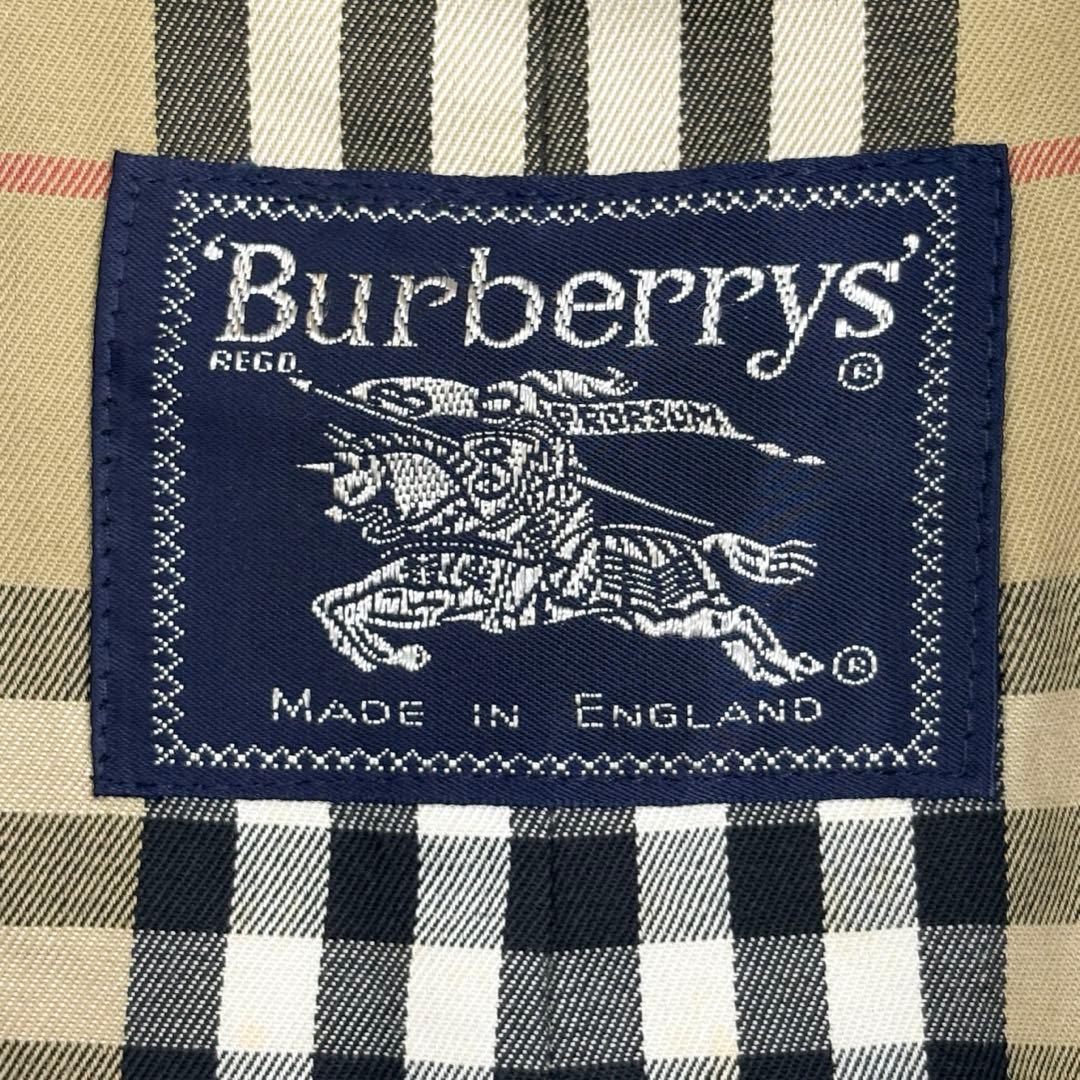 ‘Burberrys’
REGD. ®
PRORSUM
®
MADE IN ENGLAND